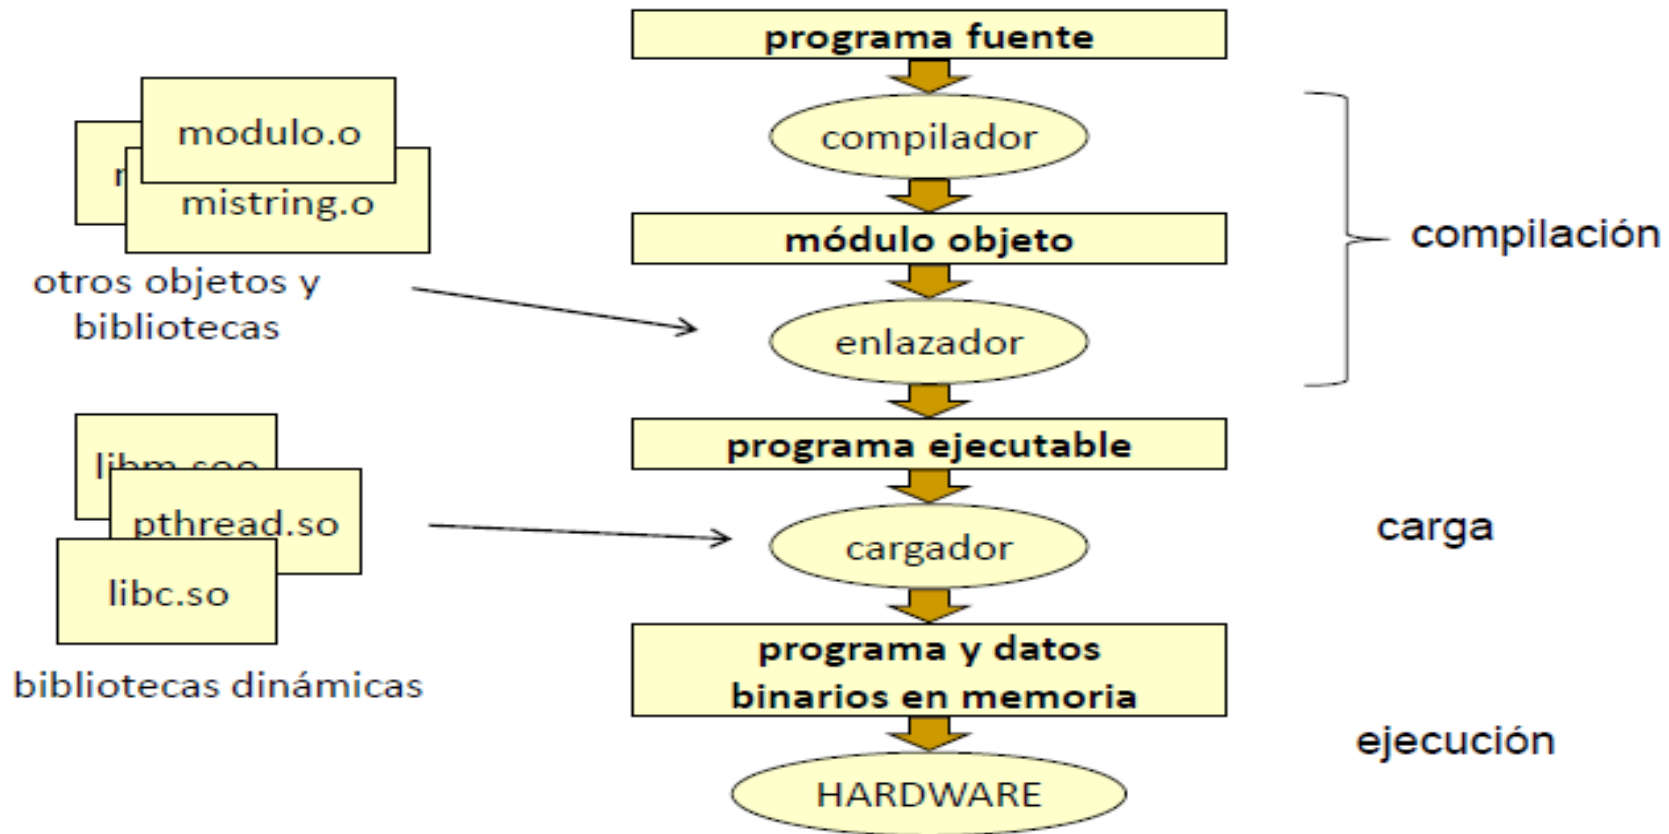 programa fuente
compilador
módulo objeto
enlazador
programa ejecutable
cargador
programa y datos
binarios en memoria
HARDWARE
modulo.o
mistring.o
otros objetos y
bibliotecas
pthread.so
libc.so
bibliotecas dinámicas
compilación
carga
ejecución